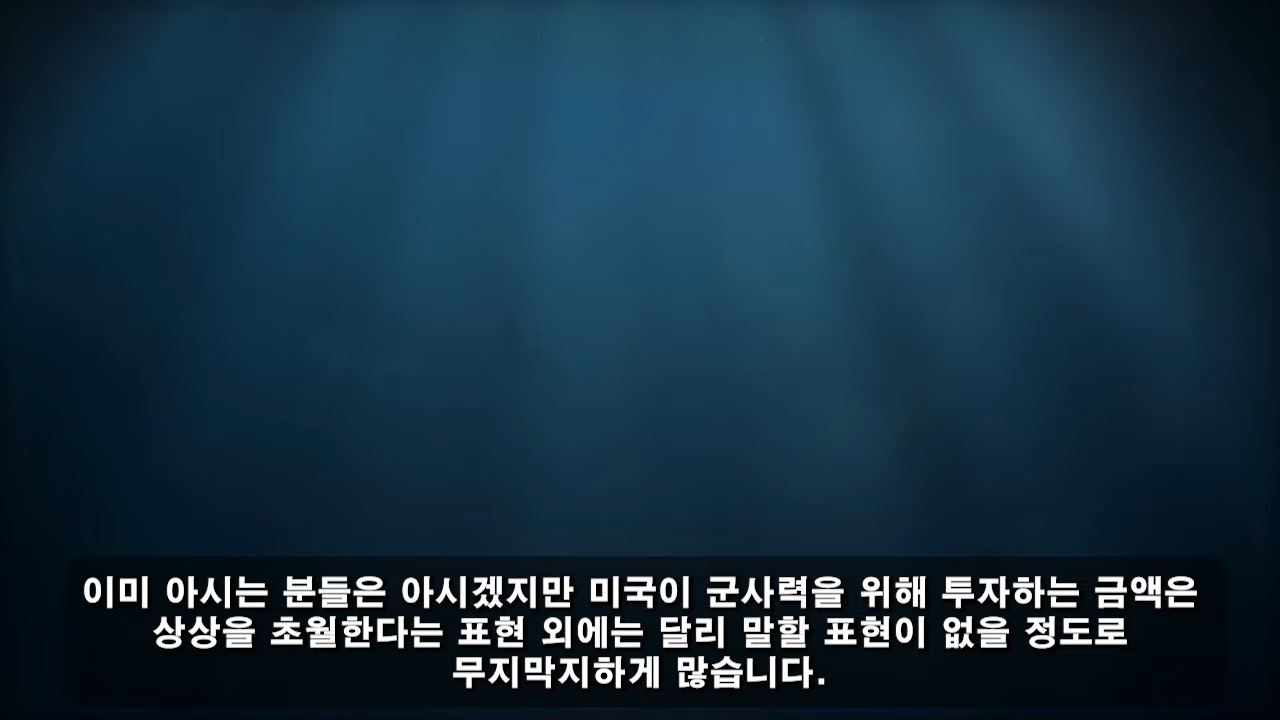 이미 아시는 분들은 아시겠지만 미국이 군사력을 위해 투자하는 금액은
상상을 초월한다는 표현 외에는 달리 말할 표현이 없을 정도로
무지막지하게 많습니다.